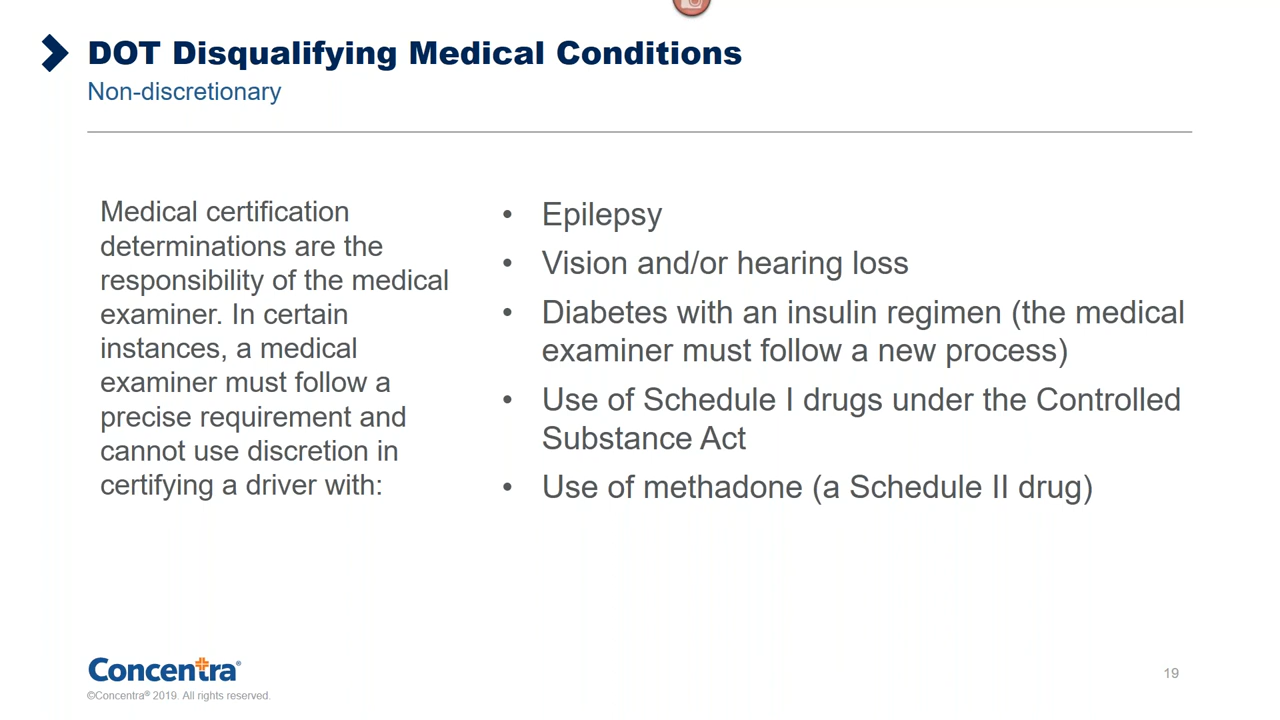 DOT Disqualifying Medical Conditions
Non-discretionary
Medical certification
determinations are the
responsibility of the medical
examiner. In certain
instances, a medical
examiner must follow a
precise requirement and
cannot use discretion in
certifying a driver with:
• Epilepsy
• Vision and/or hearing loss
• Diabetes with an insulin regimen (the medical
examiner must follow a new process)
• Use of Schedule I drugs under the Controlled
Substance Act
• Use of methadone (a Schedule II drug)
Concentra®
©Concentra® 2019. All rights reserved.
19